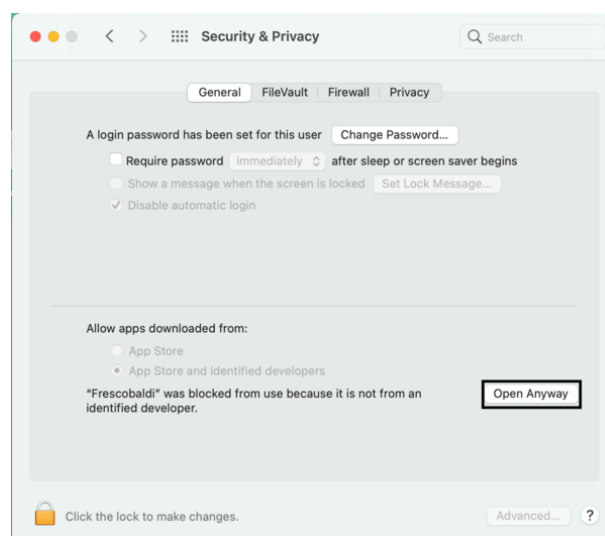 Security & Privacy
Search
General FileVault Firewall Privacy
A login password has been set for this user Change Password...
Require password immediately after sleep or screen saver begins
Show a message when the screen is locked Set Lock Message...
Disable automatic login
Allow apps downloaded from:
App Store
App Store and identified developers
“Frescobaldi” was blocked from use because it is not from an Open Anyway
identified developer.
Click the lock to make changes. Advanced... ?